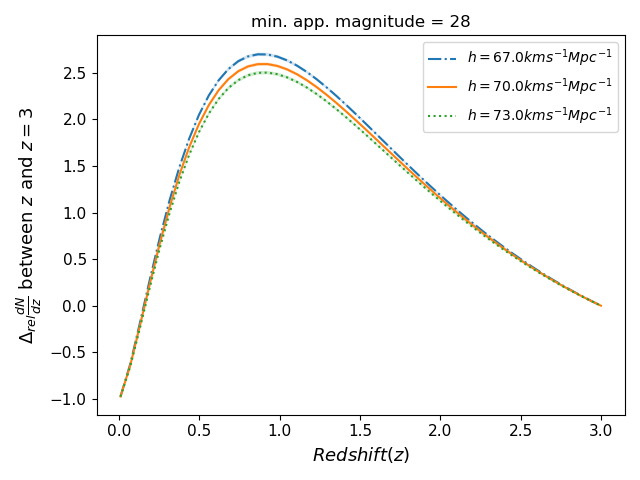 min. app. magnitude = 28
h = 67.0kms⁻¹Mpc⁻¹
h = 70.0kms⁻¹Mpc⁻¹
h = 73.0kms⁻¹Mpc⁻¹
Δrel dN/dz between z and z = 3
2.5
2.0
1.5
1.0
0.5
0.0
−0.5
−1.0
0.0 0.5 1.0 1.5 2.0 2.5 3.0
Redshift(z)